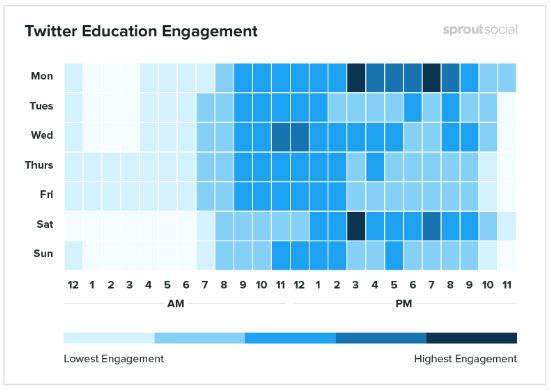 Twitter Education Engagement
sproutsocial
Mon
Tues
Wed
Thurs
Fri
Sat
Sun
12 1 2 3 4 5 6 7 8 9 10 11 12 1 2 3 4 5 6 7 8 9 10 11
AM PM
Lowest Engagement Highest Engagement